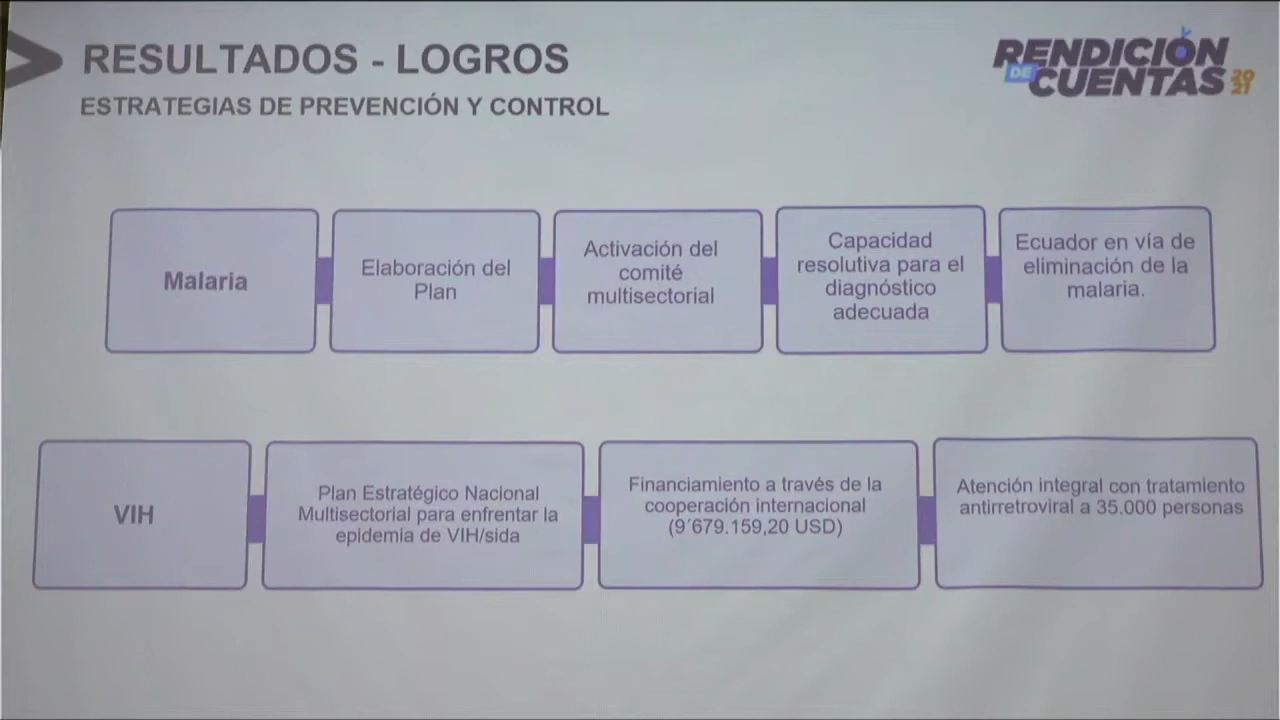 RESULTADOS - LOGROS
ESTRATEGIAS DE PREVENCIÓN Y CONTROL
RENDICIÓN
DE CUENTAS 2021
Malaria
Elaboración del
Plan
Activación del
comité
multisectorial
Capacidad
resolutiva para el
diagnóstico
adecuada
Ecuador en vía de
eliminación de la
malaria.
VIH
Plan Estratégico Nacional
Multisectorial para enfrentar la
epidemia de VIH/sida
Financiamiento a través de la
cooperación internacional
(9´679.159,20 USD)
Atención integral con tratamiento
antirretroviral a 35.000 personas